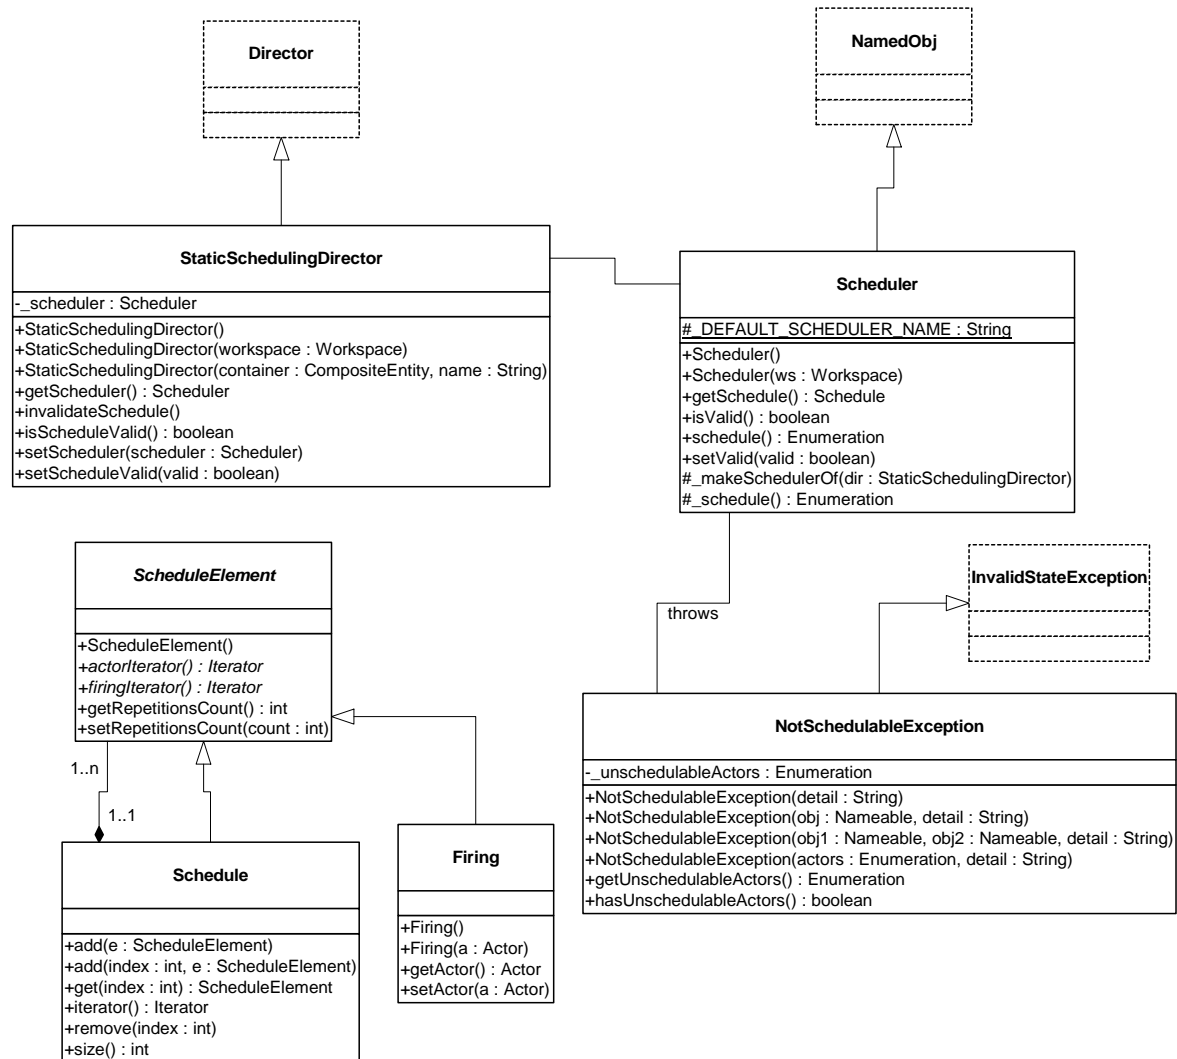 Director
NamedObj
StaticSchedulingDirector
-_scheduler : Scheduler
+StaticSchedulingDirector()
+StaticSchedulingDirector(workspace : Workspace)
+StaticSchedulingDirector(container : CompositeEntity, name : String)
+getScheduler() : Scheduler
+invalidateSchedule()
+isScheduleValid() : boolean
+setScheduler(scheduler : Scheduler)
+setScheduleValid(valid : boolean)
Scheduler
#_DEFAULT_SCHEDULER_NAME : String
+Scheduler()
+Scheduler(ws : Workspace)
+getSchedule() : Schedule
+isValid() : boolean
+schedule() : Enumeration
+setValid(valid : boolean)
#_makeSchedulerOf(dir : StaticSchedulingDirector)
#_schedule() : Enumeration
ScheduleElement
+ScheduleElement()
+actorIterator() : Iterator
+firingIterator() : Iterator
+getRepetitionsCount() : int
+setRepetitionsCount(count : int)
InvalidStateException
throws
NotSchedulableException
-_unschedulableActors : Enumeration
+NotSchedulableException(detail : String)
+NotSchedulableException(obj : Nameable, detail : String)
+NotSchedulableException(obj1 : Nameable, obj2 : Nameable, detail : String)
+NotSchedulableException(actors : Enumeration, detail : String)
+getUnschedulableActors() : Enumeration
+hasUnschedulableActors() : boolean
1..n
1..1
Schedule
+add(e : ScheduleElement)
+add(index : int, e : ScheduleElement)
+get(index : int) : ScheduleElement
+iterator() : Iterator
+remove(index : int)
+size() : int
Firing
+Firing()
+Firing(a : Actor)
+getActor() : Actor
+setActor(a : Actor)